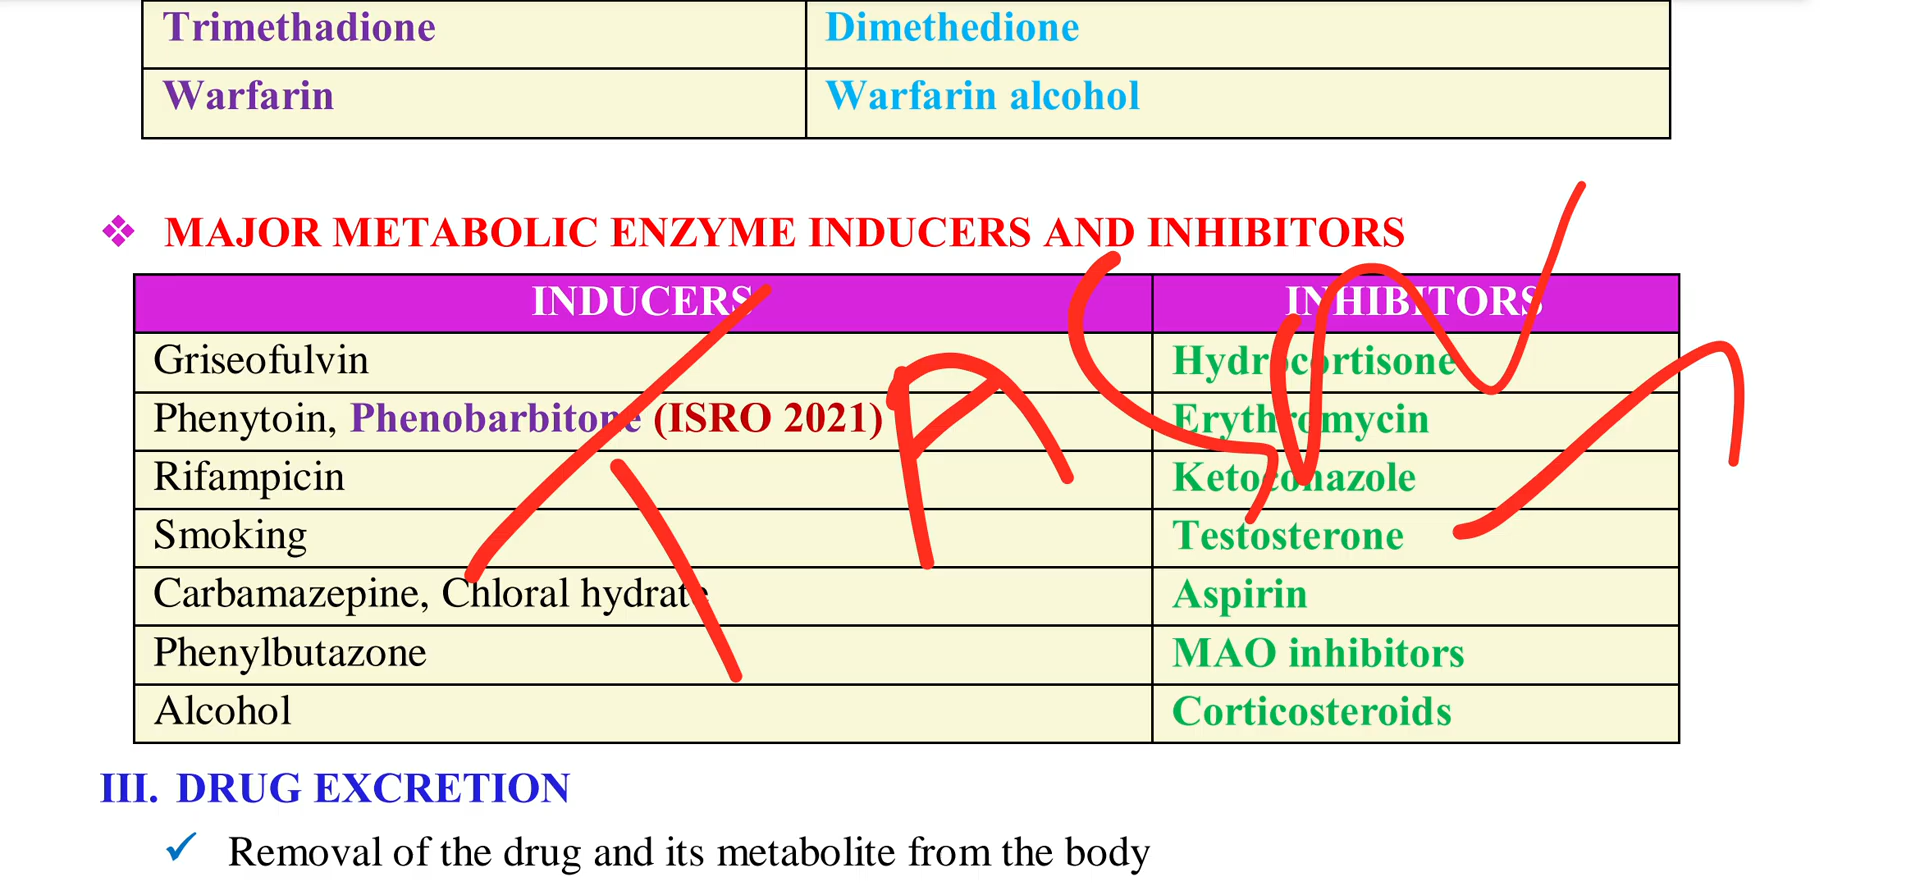 Trimethadione Dimethedione
Warfarin Warfarin alcohol
MAJOR METABOLIC ENZYME INDUCERS AND INHIBITORS
INDUCERS INHIBITORS
Griseofulvin Hydrocortisone
Phenytoin, Phenobarbitone (ISRO 2021) Erythromycin
Rifampicin Ketoconazole
Smoking Testosterone
Carbamazepine, Chloral hydrate Aspirin
Phenylbutazone MAO inhibitors
Alcohol Corticosteroids
III. DRUG EXCRETION
✓ Removal of the drug and its metabolite from the body